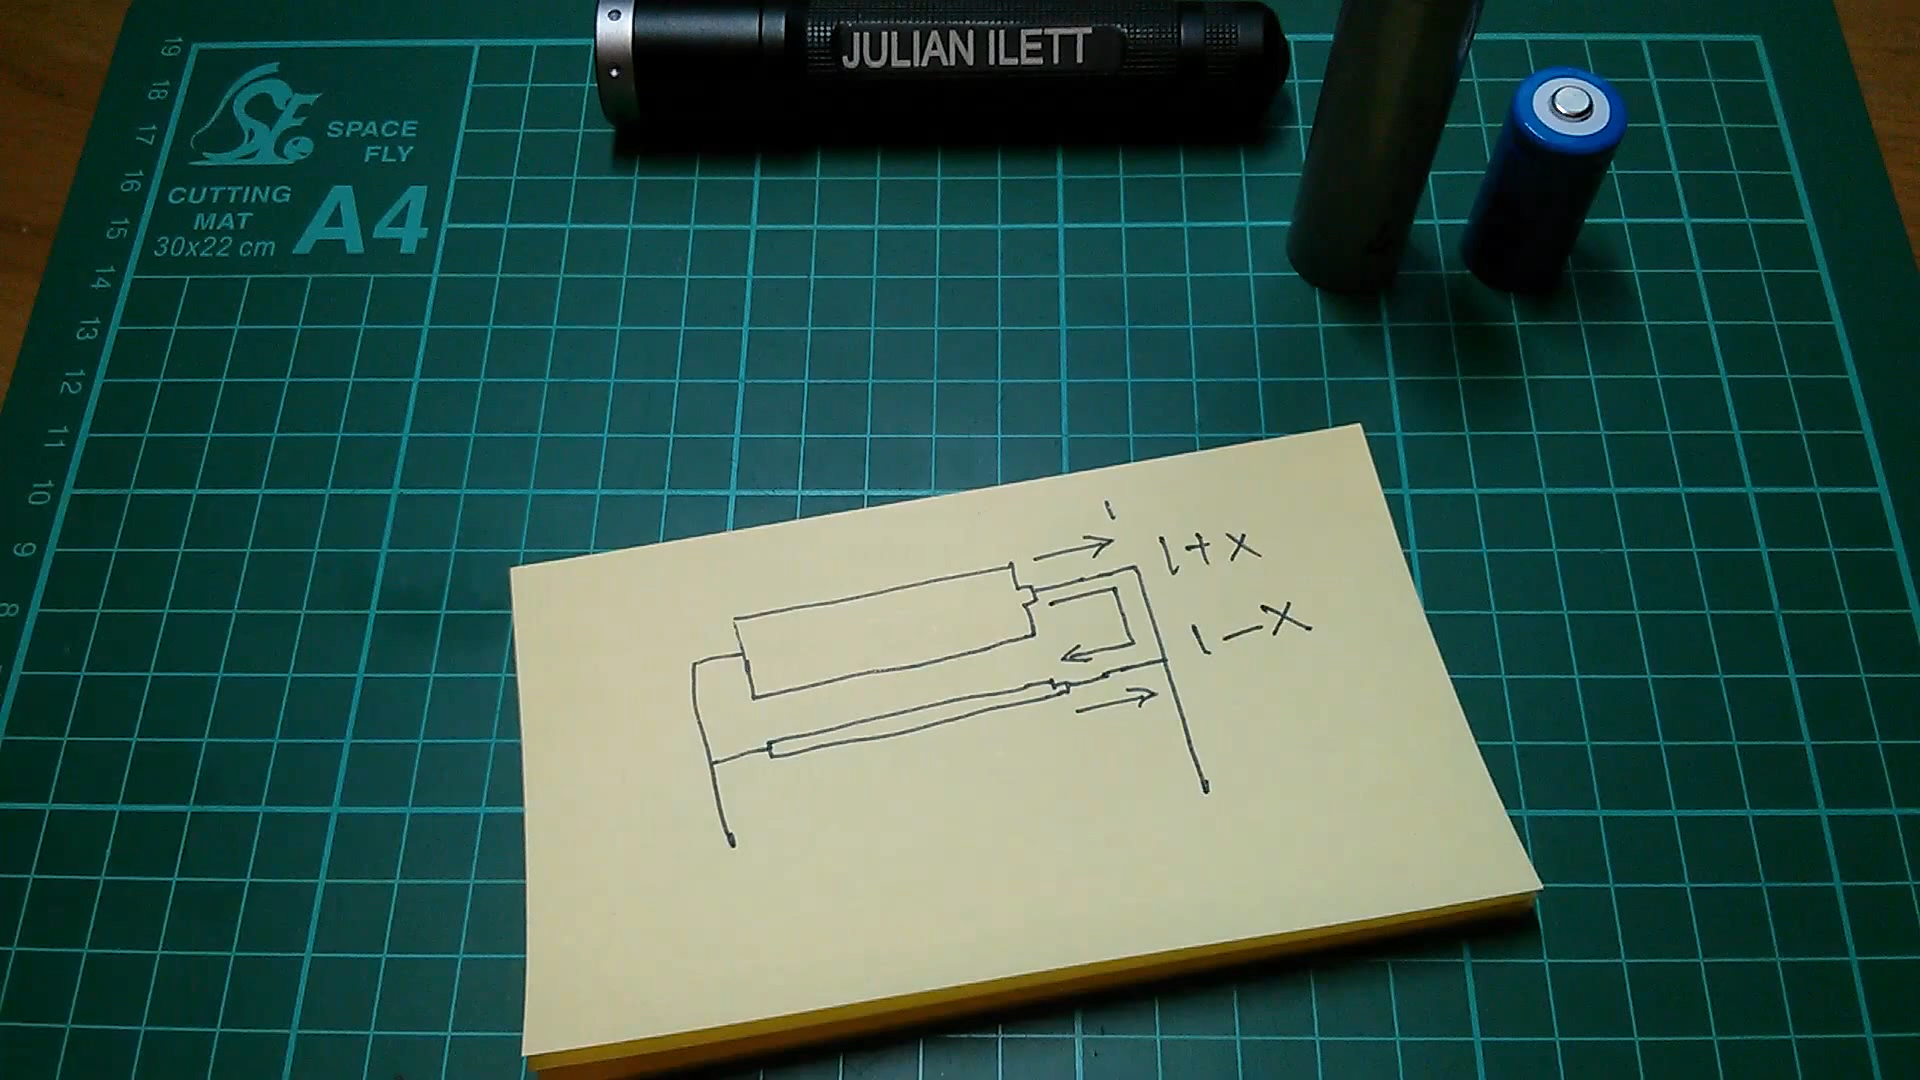 JULIAN ILETT
SPACE
FLY
CUTTING
MAT
30x22 cm
A4
19
18
17
16
15
14
13
12
11
10
9
8
1
1+X
1-X